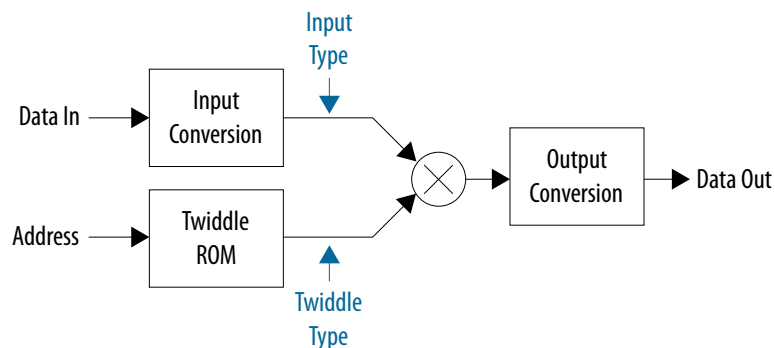 Input
Type
Data In
Input
Conversion
Output
Conversion
Data Out
Address
Twiddle
ROM
Twiddle
Type